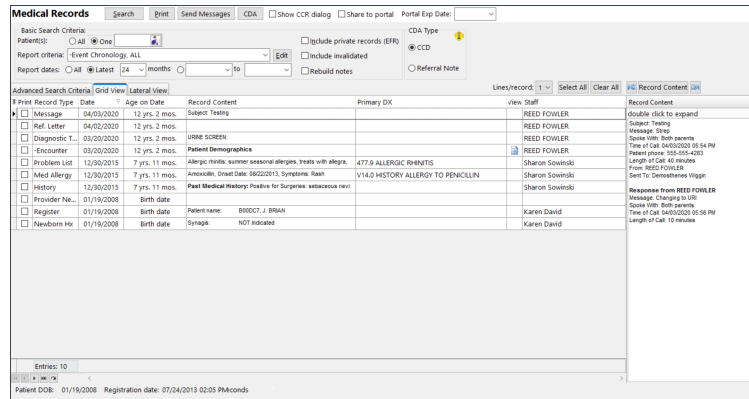 Medical Records Search Print Send Messages CDA Show CCR dialog Share to portal Portal Exp Date:
Basic Search Criteria:
Patient(s): All One
Include private records (EFR)
CDA Type
CCD
Report criteria: -Event Chronology, ALL Edit Include invalidated
Report dates: All Latest 24 months to Rebuild notes Referral Note
Advanced Search Criteria Grid View Lateral View Lines/record: 1 Select All Clear All Record Content
Print Record Type Date Age on Date Record Content Primary DX View Staff
Message 04/03/2020 12 yrs. 2 mos. Subject: Testing REED FOWLER
Ref. Letter 04/02/2020 12 yrs. 2 mos. REED FOWLER
Diagnostic T... 03/20/2020 12 yrs. 2 mos. URINE SCREEN: REED FOWLER
-Encounter 03/20/2020 12 yrs. 2 mos. Patient Demographics REED FOWLER
Problem List 12/30/2015 7 yrs. 11 mos. Allergic rhinitis: summer seasonal allergies, treats with allegra, 477.9 ALLERGIC RHINITIS Sharon Sowinski
Med Allergy 12/30/2015 7 yrs. 11 mos. Amoxicillin, Onset Date: 08/22/2013, Symptoms: Rash V14.0 HISTORY ALLERGY TO PENICILLIN Sharon Sowinski
History 12/30/2015 7 yrs. 11 mos. Past Medical History: Positive for Surgeries: sebaceous nevi Sharon Sowinski
Provider Ne... 01/19/2008 Birth date
Register 01/19/2008 Birth date Patient name: B00DC7, J. BRIAN Karen David
Newborn Hx 01/19/2008 Birth date Synagis: NOT Indicated Karen David
Record Content
double click to expand
Subject: Testing
Message: Strep
Spoke With: Both parents
Time of Call: 04/03/2020 05:54 PM
Patient phone: 555-555-4283
Length of Call: 40 minutes
From: REED FOWLER
Sent To: Demosthenes Wiggin
Response from REED FOWLER
Message: Changing to URI
Spoke With: Both parents
Time of Call: 04/03/2020 05:56 PM
Length of Call: 10 minutes
Entries: 10
Patient DOB: 01/19/2008 Registration date: 07/24/2013 02:05 PM